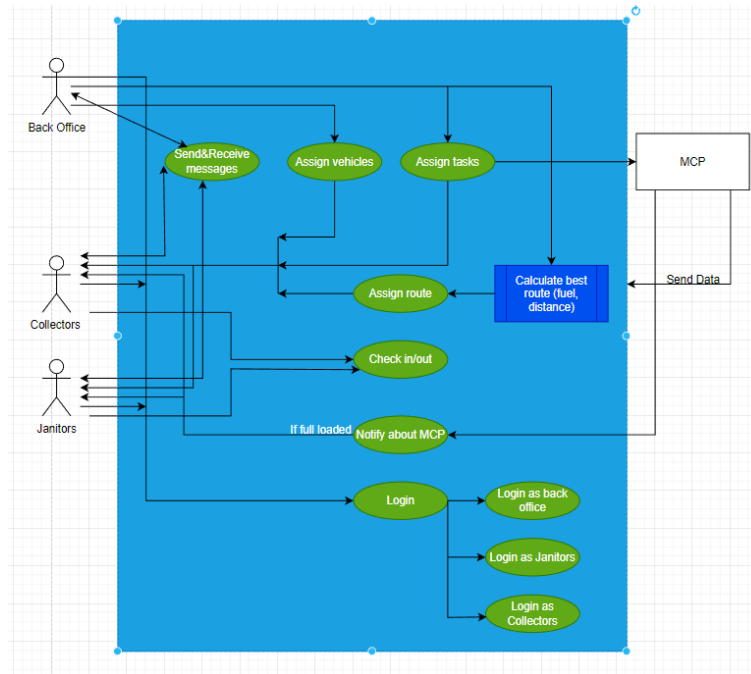 Back Office
Send&Receive
messages
Assign vehicles
Assign tasks
MCP
Collectors
Assign route
Calculate best
route (fuel,
distance)
Send Data
Check in/out
Janitors
If full loaded
Notify about MCP
Login
Login as back
office
Login as Janitors
Login as
Collectors